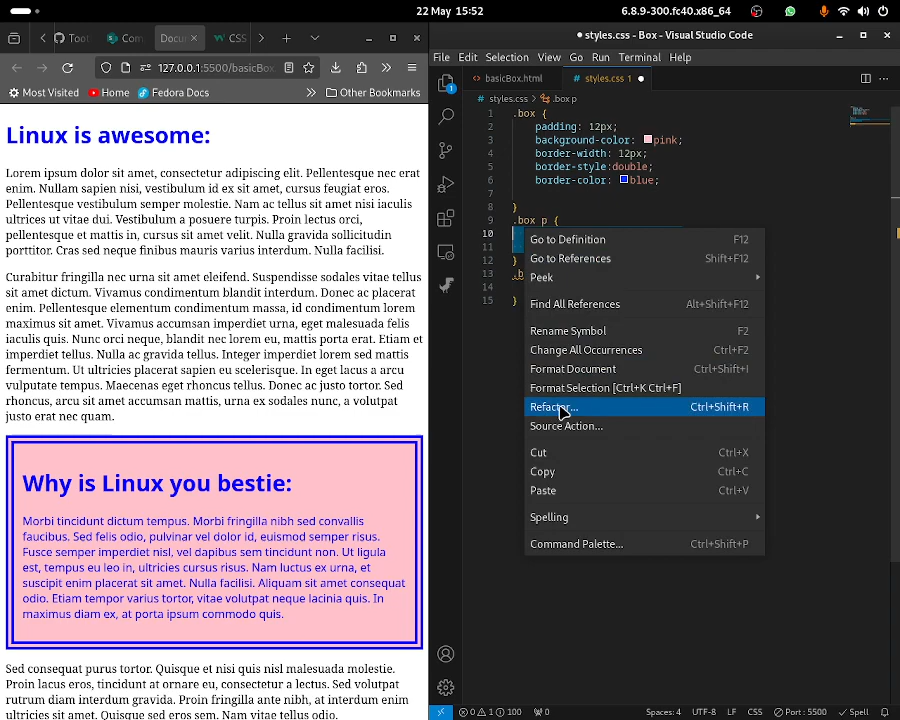 22 May 15:52
6.8.9-300.fc40.x86_64
Toot
Com
Docu
CSS
127.0.0.1:5500/basicBox.
Most Visited
Home
Fedora Docs
Other Bookmarks
Linux is awesome:
Lorem ipsum dolor sit amet, consectetur adipiscing elit. Pellentesque nec erat
enim. Nullam sapien nisi, vestibulum id ex sit amet, cursus feugiat eros.
Pellentesque vestibulum semper molestie. Nam ac tellus sit amet nisi iaculis
ultrices ut vitae dui. Vestibulum a posuere turpis. Proin lectus orci,
pellentesque et mattis in, cursus sit amet velit. Nulla gravida sollicitudin
porttitor. Cras sed neque finibus mauris varius interdum. Nulla facilisi.
Curabitur fringilla nec urna sit amet eleifend. Suspendisse sodales vitae tellus
sit amet dictum. Vivamus condimentum blandit interdum. Donec ac placerat
enim. Pellentesque elementum condimentum massa, id condimentum lorem
maximus sit amet. Vivamus accumsan imperdiet urna, eget malesuada felis
iaculis quis. Nunc orci neque, blandit nec lorem eu, mattis porta erat. Etiam et
imperdiet tellus. Nulla ac gravida tellus. Integer imperdiet lorem sed mattis
fermentum. Ut ultricies placerat sapien eu scelerisque. In eget lacus a arcu
vulputate tempus. Maecenas eget rhoncus tellus. Donec ac justo tortor. Sed
rhoncus, arcu sit amet accumsan mattis, urna ex sodales nunc, a volutpat
justo erat nec quam.
Why is Linux you bestie:
Morbi tincidunt dictum tempus. Morbi fringilla nibh sed convallis
faucibus. Sed felis odio, pulvinar vel dolor id, euismod semper risus.
Fusce semper imperdiet nisl, vel dapibus sem tincidunt non. Ut ligula
est, tempus eu leo in, ultricies cursus risus. Nam luctus ex urna, et
suscipit enim placerat sit amet. Nulla facilisi. Aliquam sit amet consequat
odio. Etiam tempor varius tortor, vitae volutpat neque lacinia quis. In
maximus diam ex, at porta ipsum commodo quis.
Sed consequat purus tortor. Quisque et nisi quis nisl malesuada molestie.
Proin lacus eros, tincidunt at ornare eu, consectetur a lectus. Sed volutpat
rutrum diam interdum gravida. Proin fringilla ante nibh, at interdum enim
ultricies sit amet. Quisque sed eros sem. Nam vitae tellus odio.
● styles.css - Box - Visual Studio Code
File Edit Selection View Go Run Terminal Help
basicBox.html
styles.css 1
styles.css > .box p
1 .box {
2 padding: 12px;
3 background-color: pink;
4 border-width: 12px;
5 border-style:double;
6 border-color: blue;
7
8 }
9 .box p {
10
11
12 }
13 .b
14
15 }
Go to Definition F12
Go to References Shift+F12
Peek
Find All References Alt+Shift+F12
Rename Symbol F2
Change All Occurrences Ctrl+F2
Format Document Ctrl+Shift+I
Format Selection [Ctrl+K Ctrl+F]
Refactor... Ctrl+Shift+R
Source Action...
Cut Ctrl+X
Copy Ctrl+C
Paste Ctrl+V
Spelling
Command Palette... Ctrl+Shift+P
1
0 1 100 0
Spaces: 4 UTF-8 LF CSS Port : 5500 Spell